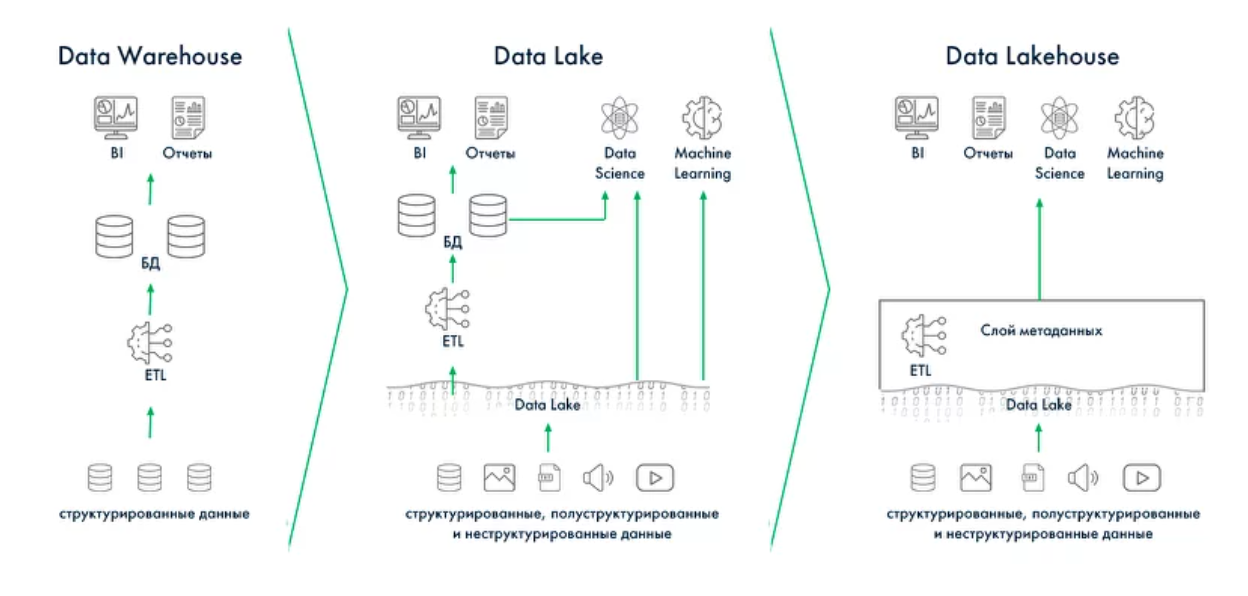 Data Warehouse
BI
Отчеты
БД
ETL
структурированные данные
Data Lake
BI
Отчеты
Data
Science
Machine
Learning
БД
ETL
Data Lake
TXT
структурированные, полуструктурированные
и неструктурированные данные
Data Lakehouse
BI
Отчеты
Data
Science
Machine
Learning
Слой метаданных
ETL
Data Lake
TXT
структурированные, полуструктурированные
и неструктурированные данные